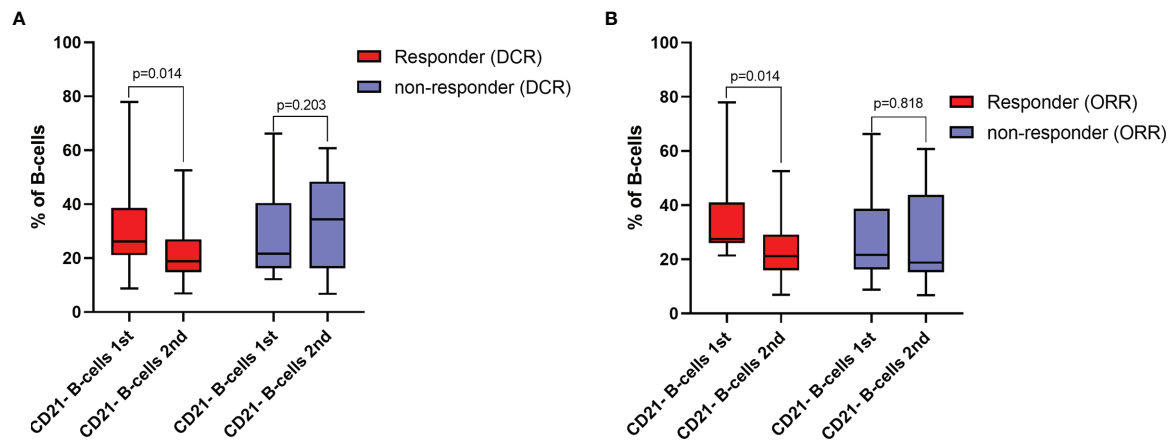 A
% of B-cells
100
80
60
40
20
0
p=0.014
p=0.203
Responder (DCR)
non-responder (DCR)
CD21- B-cells 1st
CD21- B-cells 2nd
CD21- B-cells 1st
CD21- B-cells 2nd
B
% of B-cells
100
80
60
40
20
0
p=0.014
p=0.818
Responder (ORR)
non-responder (ORR)
CD21- B-cells 1st
CD21- B-cells 2nd
CD21- B-cells 1st
CD21- B-cells 2nd